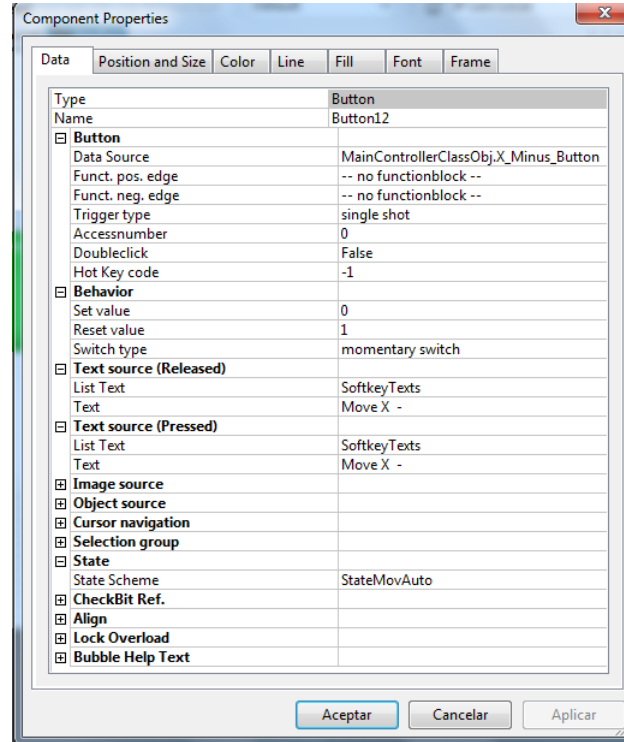 Component Properties
Data Position and Size Color Line Fill Font Frame
Type Button
Name Button12
Button
Data Source MainControllerClassObj.X_Minus_Button
Funct. pos. edge -- no functionblock --
Funct. neg. edge -- no functionblock --
Trigger type single shot
Accessnumber 0
Doubleclick False
Hot Key code -1
Behavior
Set value 0
Reset value 1
Switch type momentary switch
Text source (Released)
List Text SoftkeyTexts
Text Move X -
Text source (Pressed)
List Text SoftkeyTexts
Text Move X -
Image source
Object source
Cursor navigation
Selection group
State
State Scheme StateMovAuto
CheckBit Ref.
Align
Lock Overload
Bubble Help Text
Aceptar Cancelar Aplicar